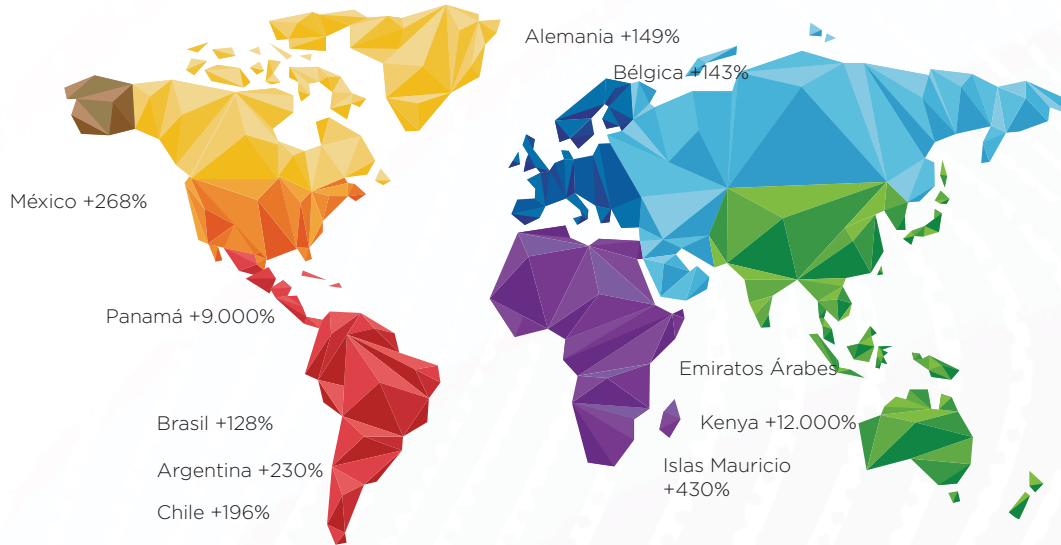 Alemania +149%
Bélgica +143%
México +268%
Panamá +9.000%
Emiratos Árabes
Brasil +128%
Kenya +12.000%
Argentina +230%
Islas Mauricio
+430%
Chile +196%